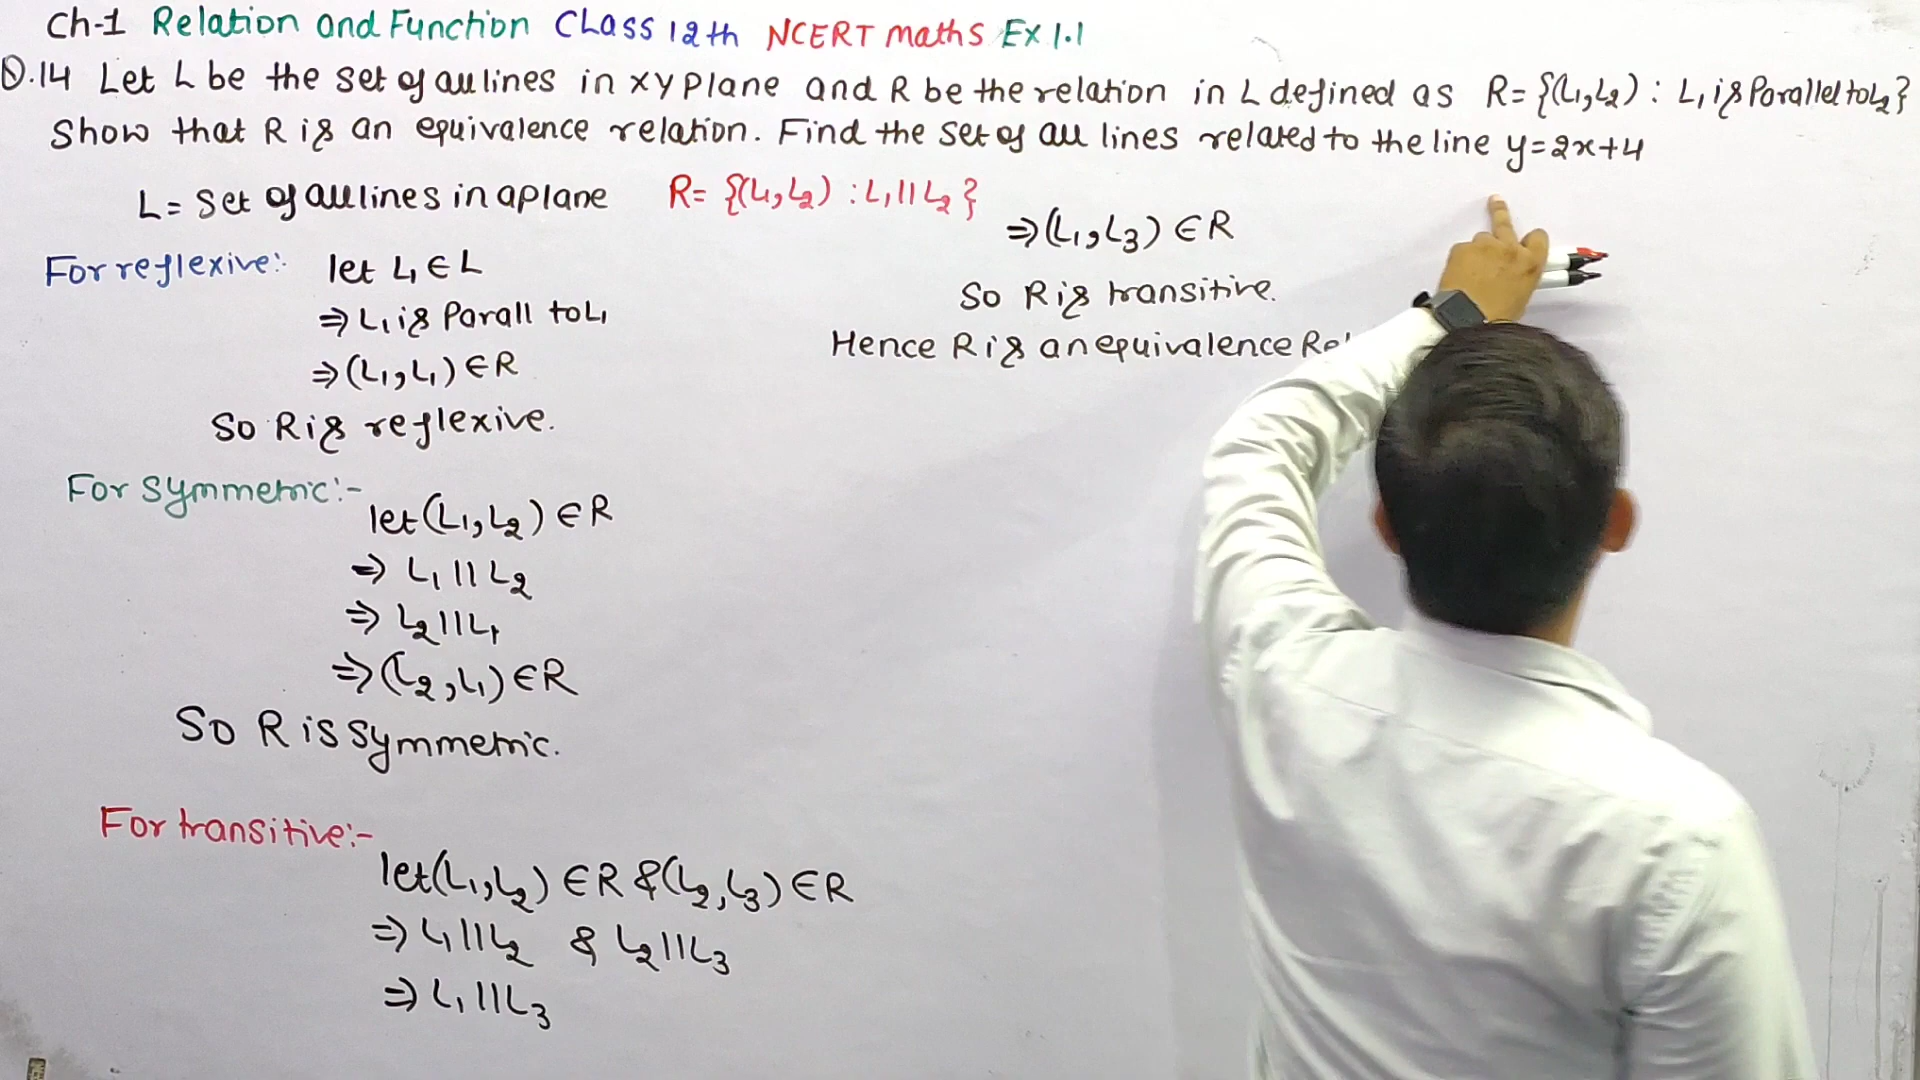 Ch-1 Relation and Function Class 12th NCERT maths Ex 1.1
Q.14 Let L be the set of all lines in xy plane and R be the relation in L defined as R={(L₁,L₂) : L₁ is Parallel to L₂}
Show that R is an equivalence relation. Find the set of all lines related to the line y=2x+4
L= Set of all lines in a plane R= {(L₁,L₂) : L₁ || L₂}
For reflexive:- let L₁ ∈ L
⇒ L₁ is Parall to L₁
⇒ (L₁,L₁) ∈ R
So R is reflexive.
For symmetric:-
let (L₁,L₂) ∈ R
⇒ L₁ || L₂
⇒ L₂ || L₁
⇒ (L₂,L₁) ∈ R
So R is symmetric.
For transitive:-
let (L₁,L₂) ∈ R & (L₂,L₃) ∈ R
⇒ L₁ || L₂ & L₂ || L₃
⇒ L₁ || L₃
⇒ (L₁,L₃) ∈ R
So R is transitive.
Hence R is an equivalence